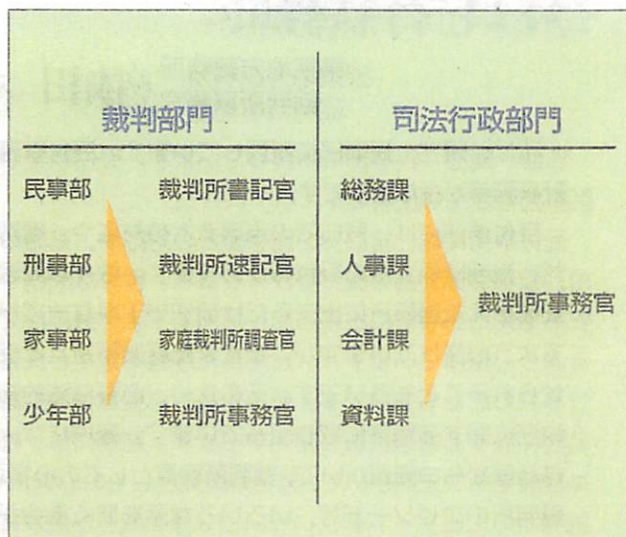 裁判部門
民事部 裁判所書記官
刑事部 裁判所速記官
家事部 家庭裁判所調査官
少年部 裁判所事務官
司法行政部門
総務課
人事課
裁判所事務官
会計課
資料課